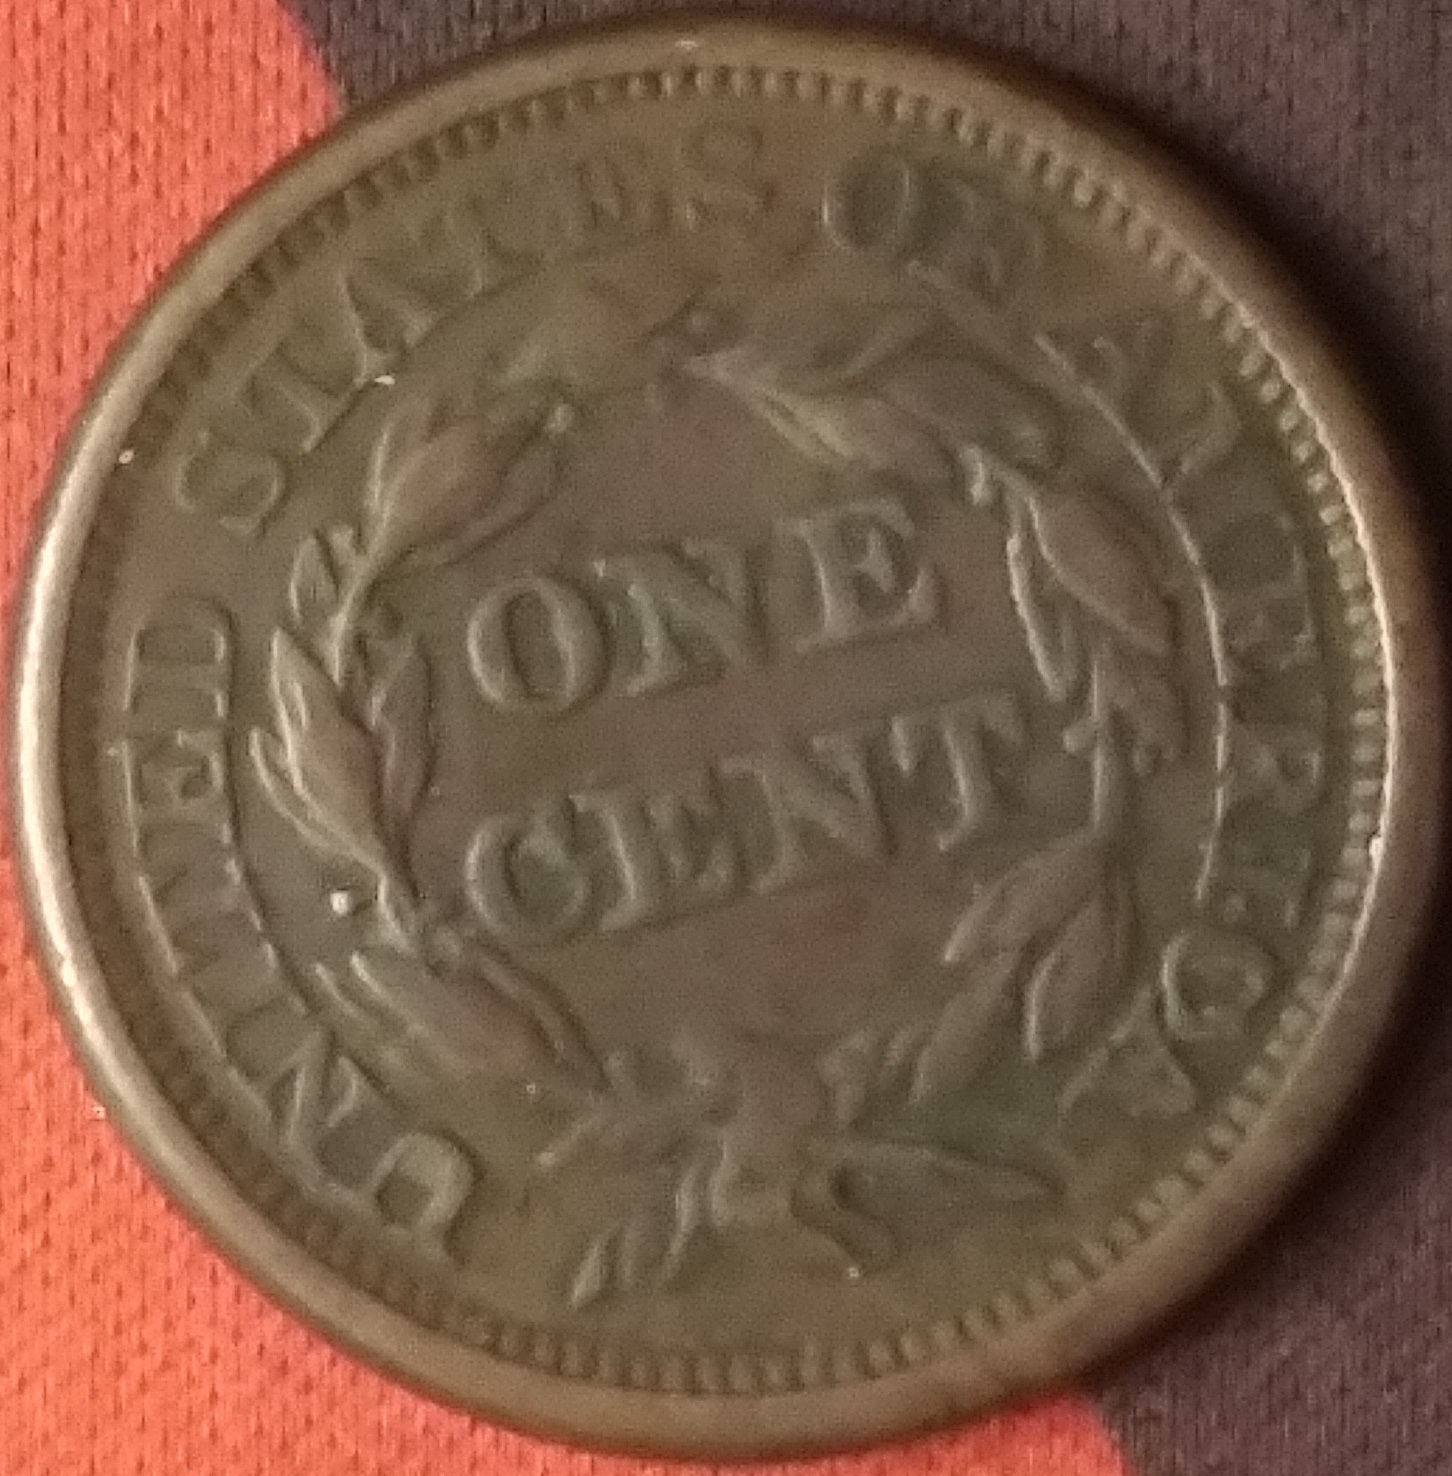 UNITED STATES OF AMERICA
ONE
CENT